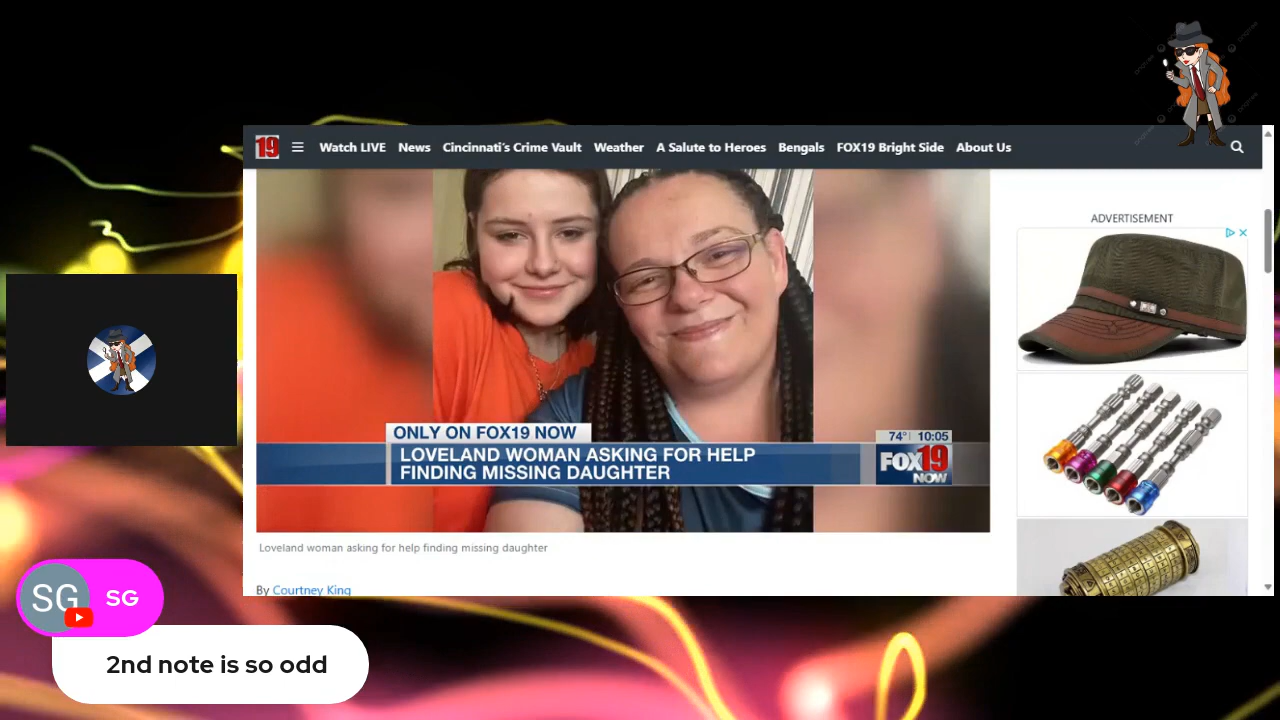 19
Watch LIVE News Cincinnati's Crime Vault Weather A Salute to Heroes Bengals FOX19 Bright Side About Us
ADVERTISEMENT
ONLY ON FOX19 NOW
74° 10:05
LOVELAND WOMAN ASKING FOR HELP
FINDING MISSING DAUGHTER
FOX19
NOW
Loveland woman asking for help finding missing daughter
By Courtney King
SG
SG
2nd note is so odd